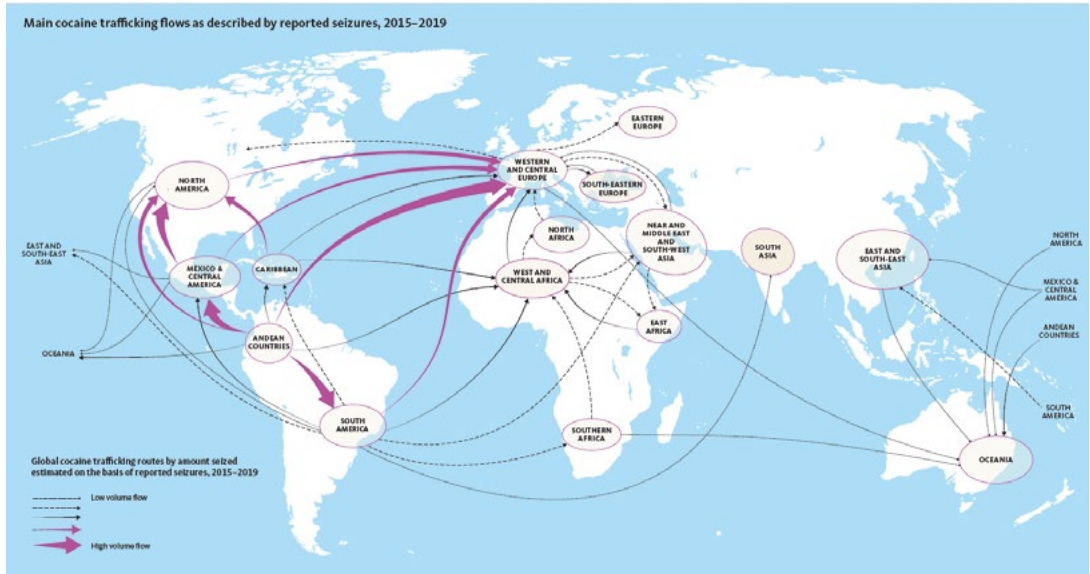 Main cocaine trafficking flows as described by reported seizures, 2015–2019
EASTERN
EUROPE
WESTERN
AND CENTRAL
EUROPE
NORTH
AMERICA
SOUTH-EASTERN
EUROPE
NORTH
AFRICA
NEAR AND
MIDDLE EAST
AND
SOUTH-WEST
ASIA
SOUTH
ASIA
EAST AND
SOUTH-EAST
ASIA
NORTH
AMERICA
EAST AND
SOUTH-EAST
ASIA
MEXICO &
CENTRAL
AMERICA
CARIBBEAN
WEST AND
CENTRAL AFRICA
MEXICO &
CENTRAL
AMERICA
OCEANIA
ANDEAN
COUNTRIES
EAST
AFRICA
ANDEAN
COUNTRIES
SOUTH
AMERICA
SOUTHERN
AFRICA
SOUTH
AMERICA
OCEANIA
Global cocaine trafficking routes by amount seized
estimated on the basis of reported seizures, 2015–2019
Low volume flow
High volume flow